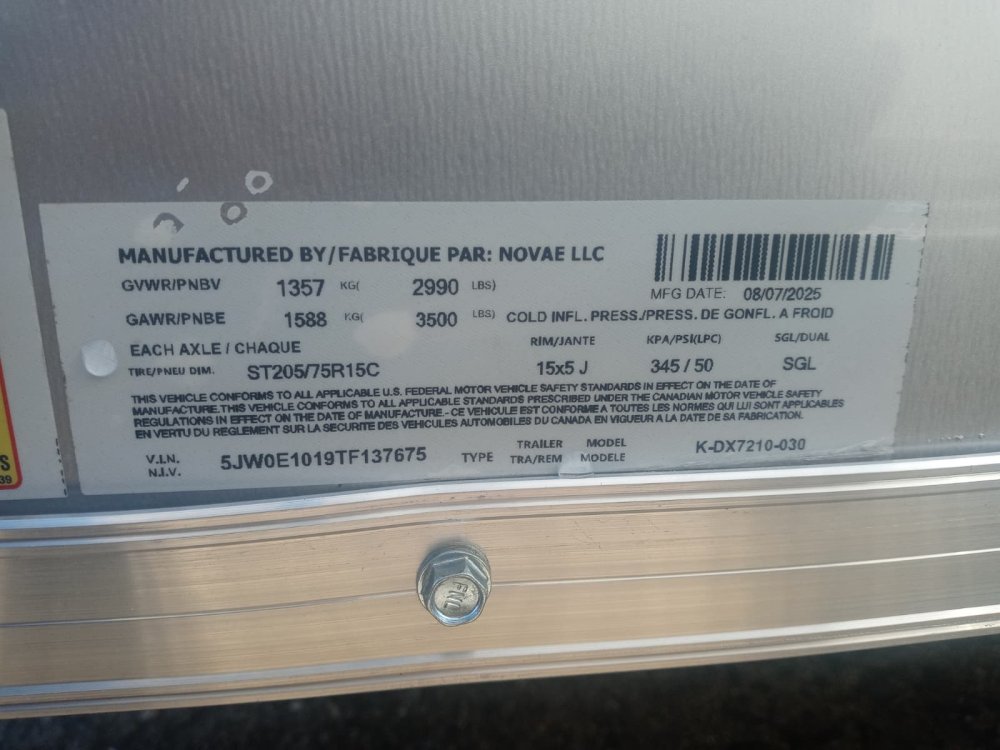 MANUFACTURED BY/FABRIQUE PAR: NOVAE LLC
GVWR/PNBV 1357 KG( 2990 LBS)
MFG DATE: 08/07/2025
GAWR/PNBE 1588 KG( 3500 LBS) COLD INFL. PRESS./PRESS. DE GONFL. A FROID
EACH AXLE / CHAQUE RIM/JANTE KPA/PSI(LPC) SGL/DUAL
TIRE/PNEU DIM. ST205/75R15C 15x5 J 345 / 50 SGL
THIS VEHICLE CONFORMS TO ALL APPLICABLE U.S. FEDERAL MOTOR VEHICLE SAFETY STANDARDS IN EFFECT ON THE DATE OF
MANUFACTURE. THIS VEHICLE CONFORMS TO ALL APPLICABLE STANDARDS PRESCRIBED UNDER THE CANADIAN MOTOR VEHICLE SAFETY
REGULATIONS IN EFFECT ON THE DATE OF MANUFACTURE.- CE VEHICULE EST CONFORME A TOUTES LES NORMES QUI LUI SONT APPLICABLES
EN VERTU DU REGLEMENT SUR LA SECURITE DES VEHICULES AUTOMOBILES DU CANADA EN VIGUEUR A LA DATE DE SA FABRICATION.
V.I.N. 5JW0E1019TF137675 TYPE TRAILER MODEL K-DX7210-030
N.I.V. TRA/REM MODELE
S
39